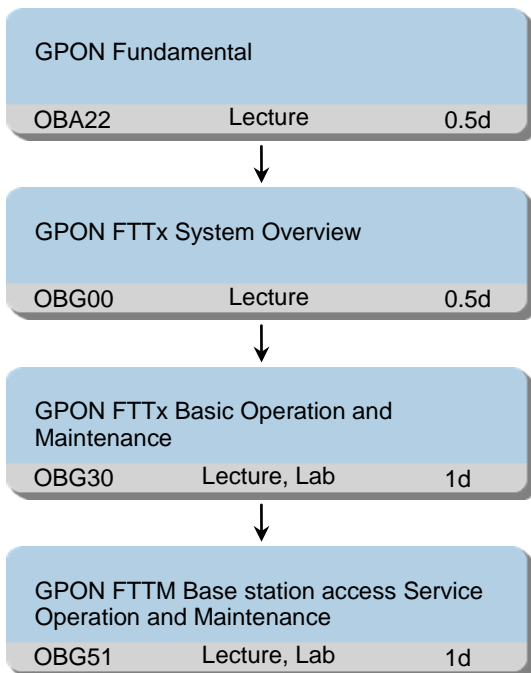 GPON Fundamental
OBA22 Lecture 0.5d
GPON FTTx System Overview
OBG00 Lecture 0.5d
GPON FTTx Basic Operation and
Maintenance
OBG30 Lecture, Lab 1d
GPON FTTM Base station access Service
Operation and Maintenance
OBG51 Lecture, Lab 1d